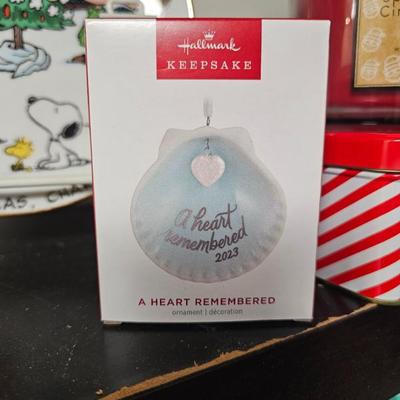 Hallmark
KEEPSAKE
A heart
remembered
2023
A HEART REMEMBERED
ornament | décoration